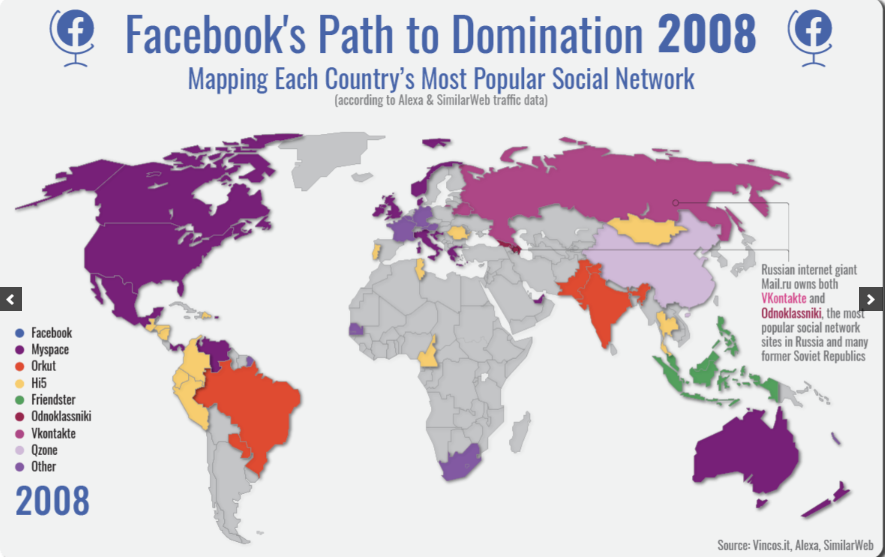 Facebook's Path to Domination 2008
Mapping Each Country's Most Popular Social Network
(according to Alexa & SimilarWeb traffic data)
Russian internet giant
Mail.ru owns both
VKontakte and
Odnoklassniki, the most
popular social network
sites in Russia and many
former Soviet Republics
Facebook
Myspace
Orkut
Hi5
Friendster
Odnoklassniki
Vkontakte
Qzone
Other
2008
Source: Vincos.it, Alexa, SimilarWeb